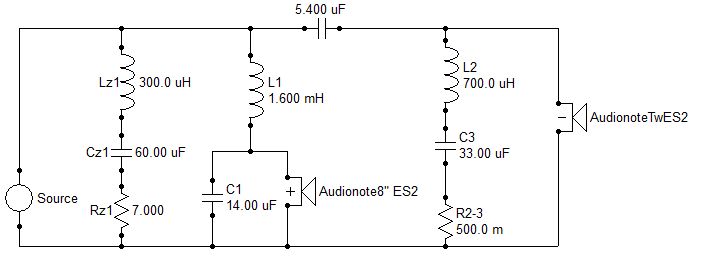 5.400 uF
Lz1
300.0 uH
L1
1.600 mH
L2
700.0 uH
AudionoteTwES2
Cz1
60.00 uF
C3
33.00 uF
Source
Rz1
7.000
C1
14.00 uF
Audionote8" ES2
R2-3
500.0 m